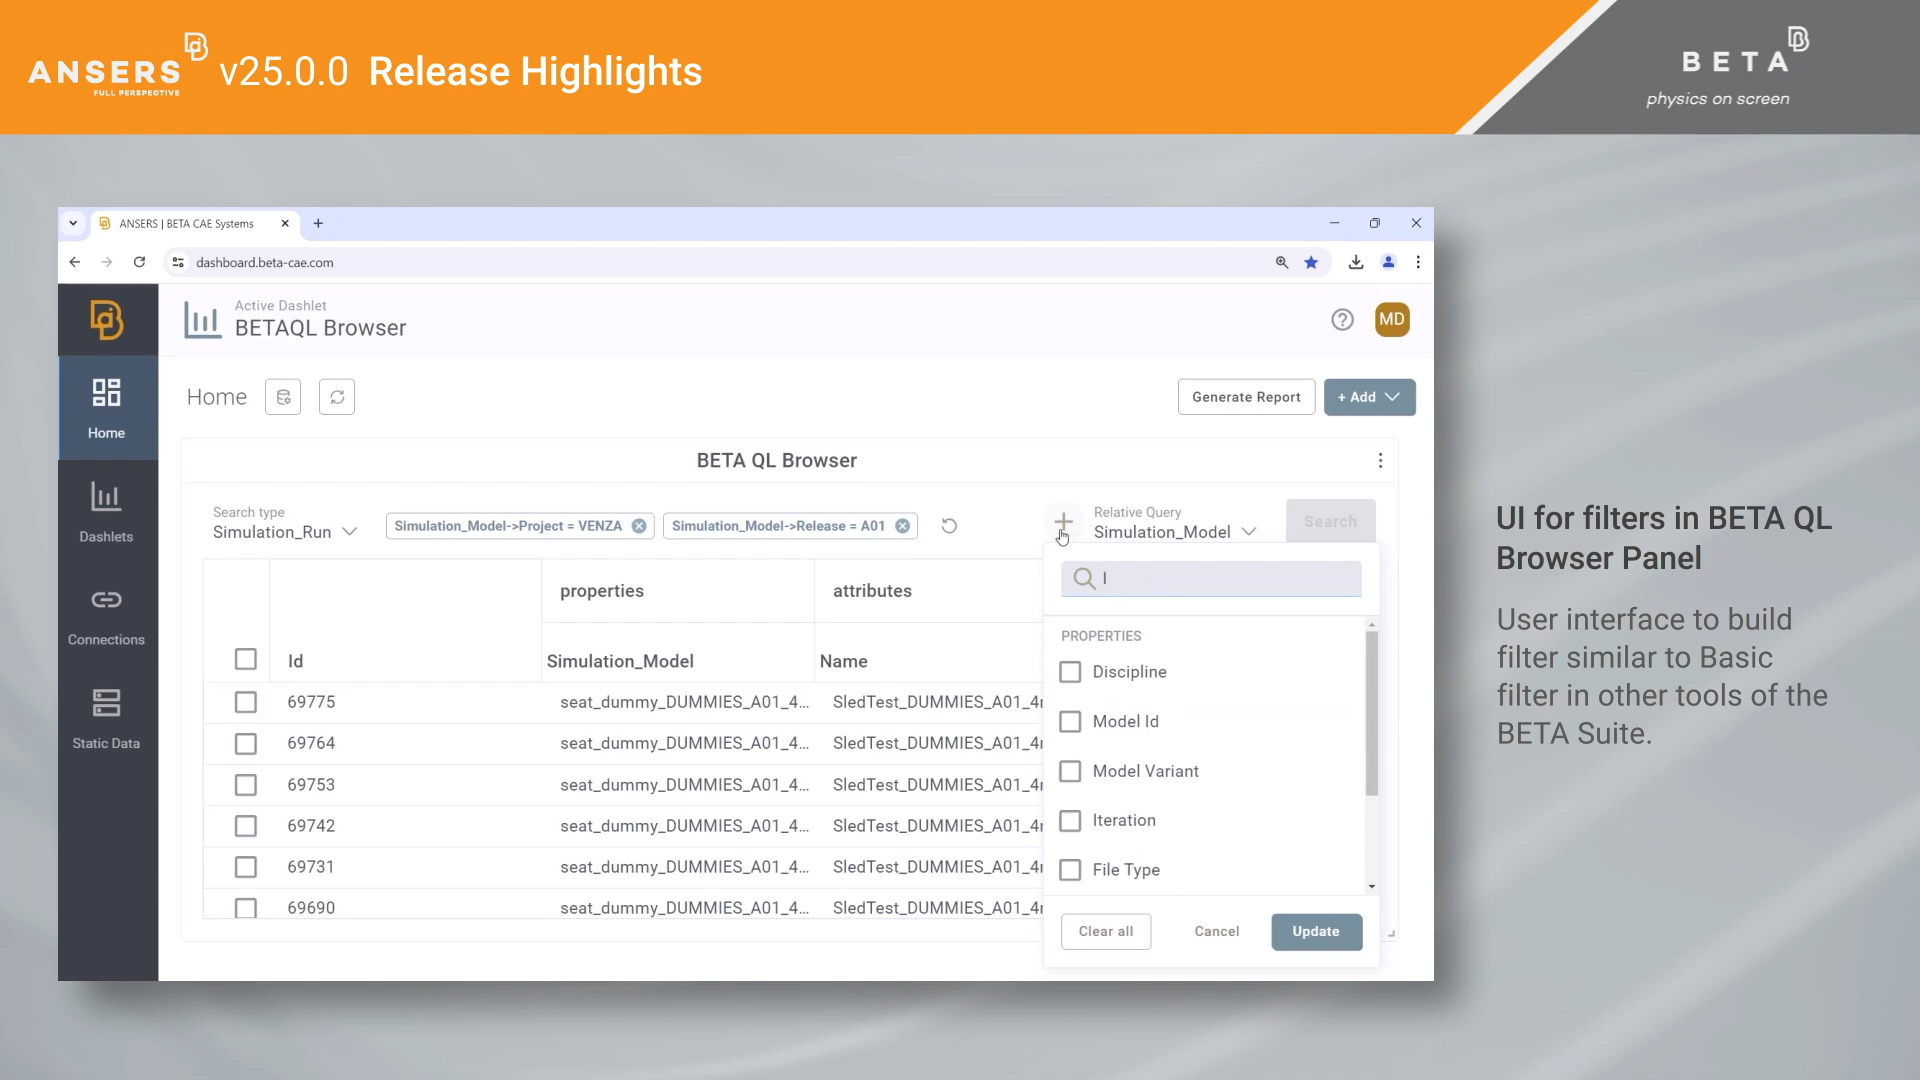 ANSERS
FULL PERSPECTIVE
v25.0.0 Release Highlights
BETA
physics on screen
ANSERS | BETA CAE Systems
dashboard.beta-cae.com
Active Dashlet
BETAQL Browser
MD
Home
Dashlets
Connections
Static Data
Home
Generate Report
+ Add
BETA QL Browser
Search type
Simulation_Run
Simulation_Model->Project = VENZA
Simulation_Model->Release = A01
Relative Query
Simulation_Model
Search
properties
attributes
Id
Simulation_Model
Name
69775 seat_dummy_DUMMIES_A01_4... SledTest_DUMMIES_A01_4
69764 seat_dummy_DUMMIES_A01_4... SledTest_DUMMIES_A01_4
69753 seat_dummy_DUMMIES_A01_4... SledTest_DUMMIES_A01_4
69742 seat_dummy_DUMMIES_A01_4... SledTest_DUMMIES_A01_4
69731 seat_dummy_DUMMIES_A01_4... SledTest_DUMMIES_A01_4
69690 seat_dummy_DUMMIES_A01_4... SledTest_DUMMIES_A01_4
PROPERTIES
Discipline
Model Id
Model Variant
Iteration
File Type
Clear all
Cancel
Update
UI for filters in BETA QL
Browser Panel
User interface to build
filter similar to Basic
filter in other tools of the
BETA Suite.